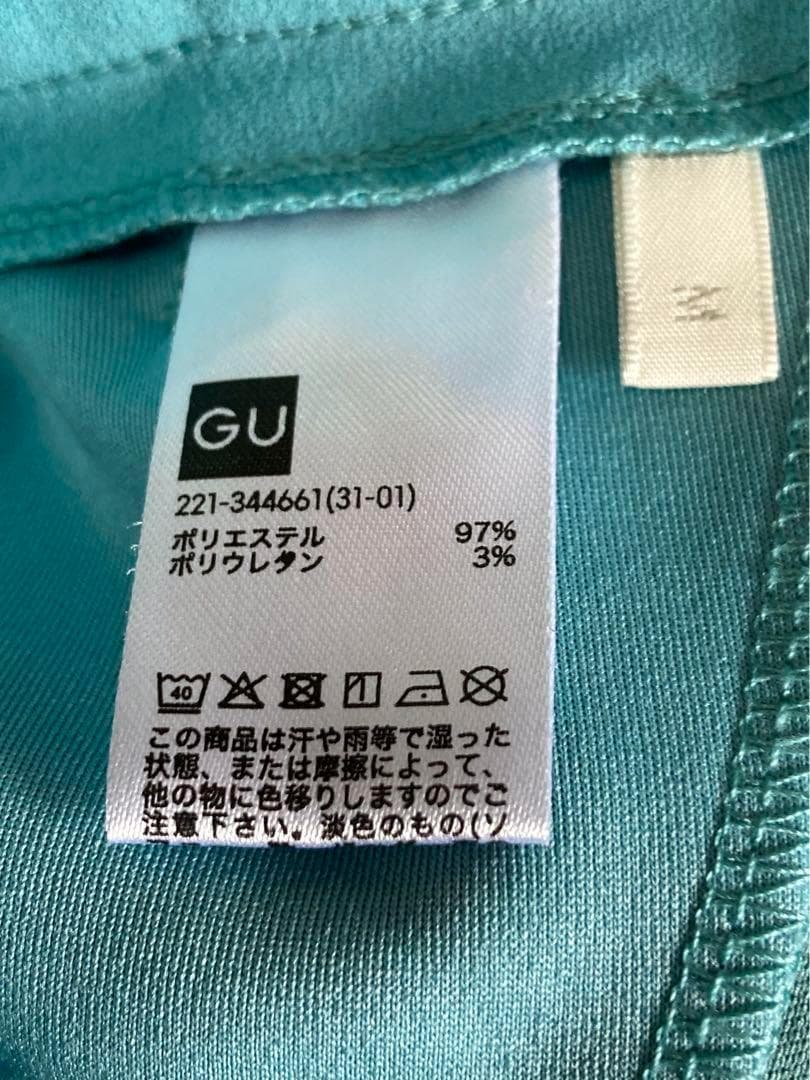 GU
M
221-344661(31-01)
ポリエステル 97%
ポリウレタン 3%
40
この商品は汗や雨等で湿った
状態、または摩擦によって、
他の物に色移りしますのでご
注意下さい。淡色のもの(ソ